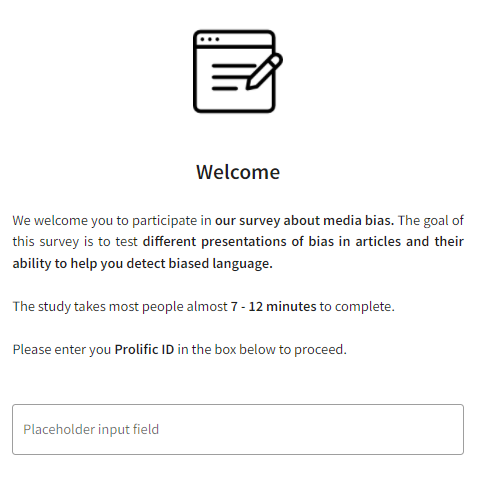 Welcome
We welcome you to participate in our survey about media bias. The goal of
this survey is to test different presentations of bias in articles and their
ability to help you detect biased language.
The study takes most people almost 7 - 12 minutes to complete.
Please enter you Prolific ID in the box below to proceed.
Placeholder input field